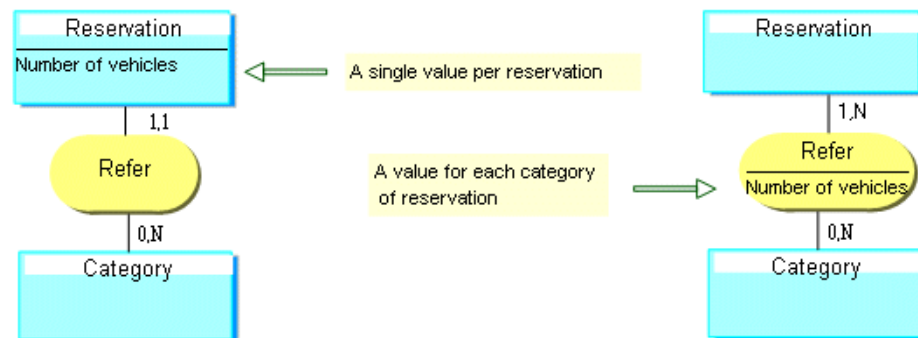 Reservation
Number of vehicles
A single value per reservation
1,1
Refer
0,N
Category
Reservation
1,N
A value for each category
of reservation
Refer
Number of vehicles
0,N
Category